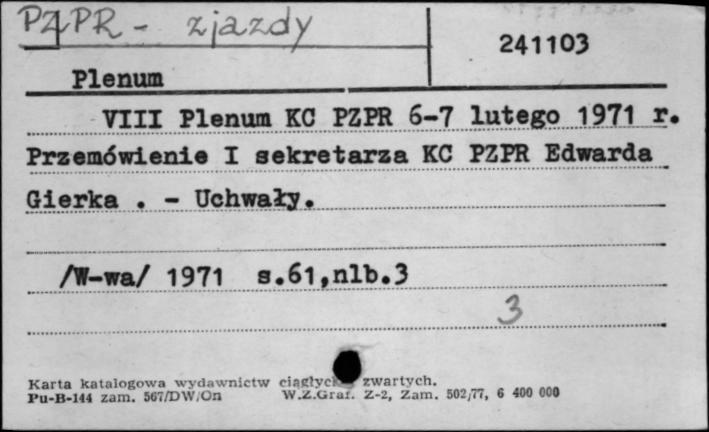 PZPR - zjazdy
241103
Plenum
VIII Plenum KC PZPR 6-7 lutego 1971 r.
Przemówienie I sekretarza KC PZPR Edwarda
Gierka . - Uchwały.
/W-wa/ 1971 s.61,nlb.3
3
Karta katalogowa wydawnictw zwartych.
Pu-B-144 zam. 567/DW/On W.Z.Graf. Z-2, Zam. 502/77, 6 400 000